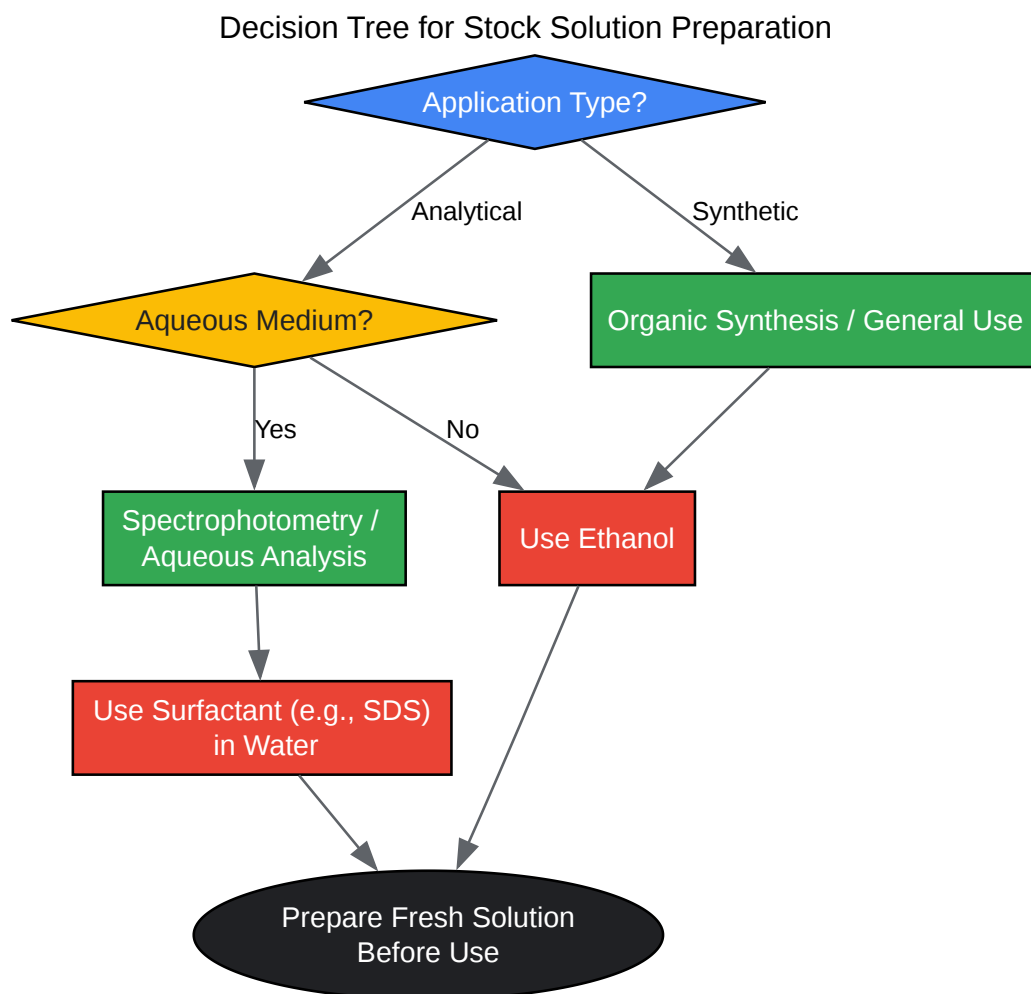 Decision Tree for Stock Solution Preparation
Application Type?
Analytical
Synthetic
Aqueous Medium?
Organic Synthesis / General Use
Yes
No
Spectrophotometry /
Aqueous Analysis
Use Ethanol
Use Surfactant (e.g., SDS)
in Water
Prepare Fresh Solution
Before Use